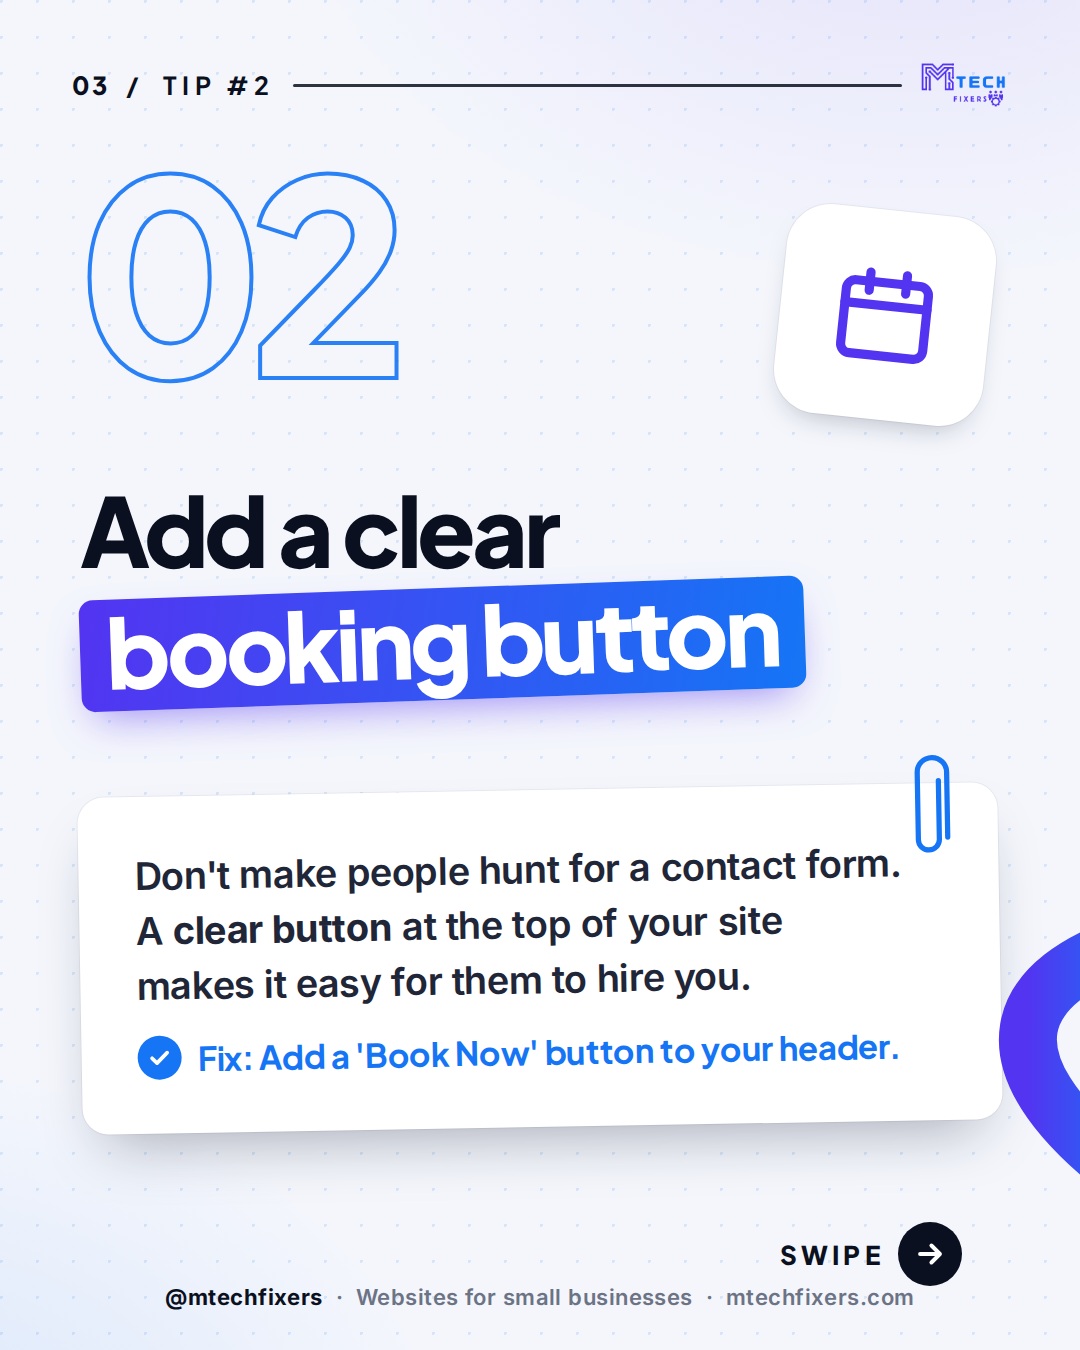 03 / TIP #2
MTECH
FIXERS
02
Add a clear
booking button
Don't make people hunt for a contact form.
A clear button at the top of your site
makes it easy for them to hire you.
Fix: Add a 'Book Now' button to your header.
SWIPE
@mtechfixers · Websites for small businesses · mtechfixers.com